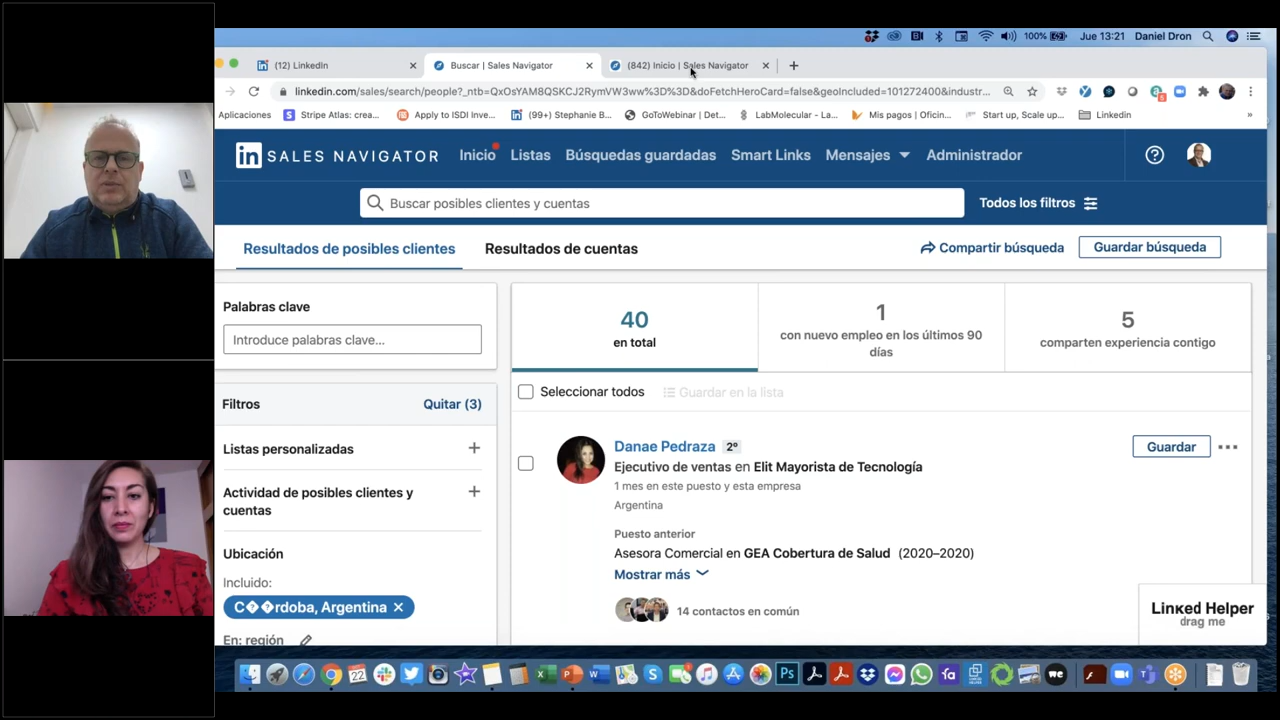 100% Jue 13:21 Daniel Dron
(12) LinkedIn
Buscar | Sales Navigator
(842) Inicio | Sales Navigator
linkedin.com/sales/search/people?_ntb=QxOsYAM8QSKCJ2RymVW3ww%3D%3D&doFetchHeroCard=false&geoIncluded=101272400&industr...
Aplicaciones
Stripe Atlas: crea...
Apply to ISDI Inve...
(99+) Stephanie B...
GoToWebinar | Det...
LabMolecular - La...
Mis pagos | Oficin...
Start up, Scale up...
Linkedin
»
in SALES NAVIGATOR
Inicio
Listas
Búsquedas guardadas
Smart Links
Mensajes
Administrador
Buscar posibles clientes y cuentas
Todos los filtros
Resultados de posibles clientes
Resultados de cuentas
Compartir búsqueda
Guardar búsqueda
Palabras clave
Introduce palabras clave...
Filtros
Quitar (3)
Listas personalizadas
Actividad de posibles clientes y
cuentas
Ubicación
Incluido:
C��rdoba, Argentina
En: región
40
en total
1
con nuevo empleo en los últimos 90
días
5
comparten experiencia contigo
Seleccionar todos
Guardar en la lista
Danae Pedraza 2º
Guardar
Ejecutivo de ventas en Elit Mayorista de Tecnología
1 mes en este puesto y esta empresa
Argentina
Puesto anterior
Asesora Comercial en GEA Cobertura de Salud (2020–2020)
Mostrar más
14 contactos en común
Linked Helper
drag me